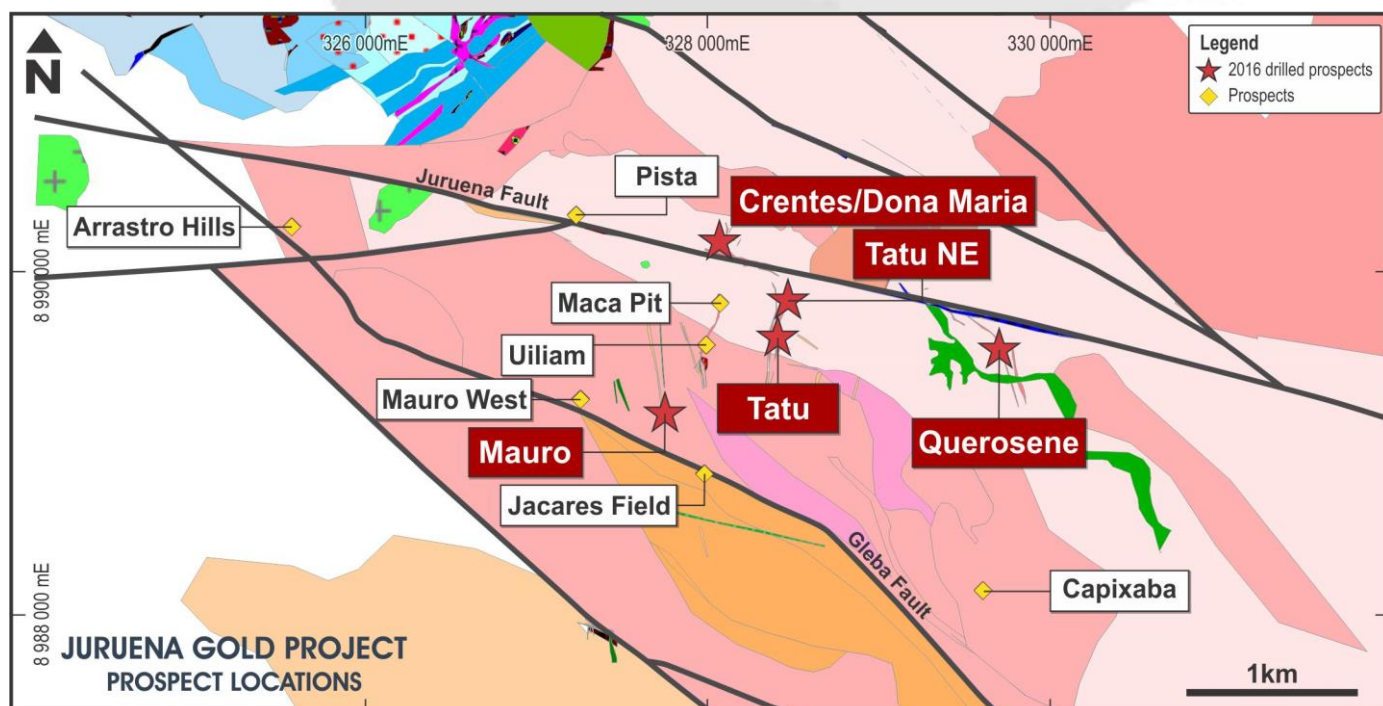 326 000mE
328 000mE
330 000mE
N
Legend
2016 drilled prospects
Prospects
Juruena Fault
Pista
Crentes/Dona Maria
Arrastro Hills
Tatu NE
8 990 000 mE
Maca Pit
Uiliam
Mauro West
Tatu
Mauro
Querosene
Jacares Field
Gleba Fault
Capixaba
8 988 000 mE
JURUENA GOLD PROJECT
PROSPECT LOCATIONS
1km